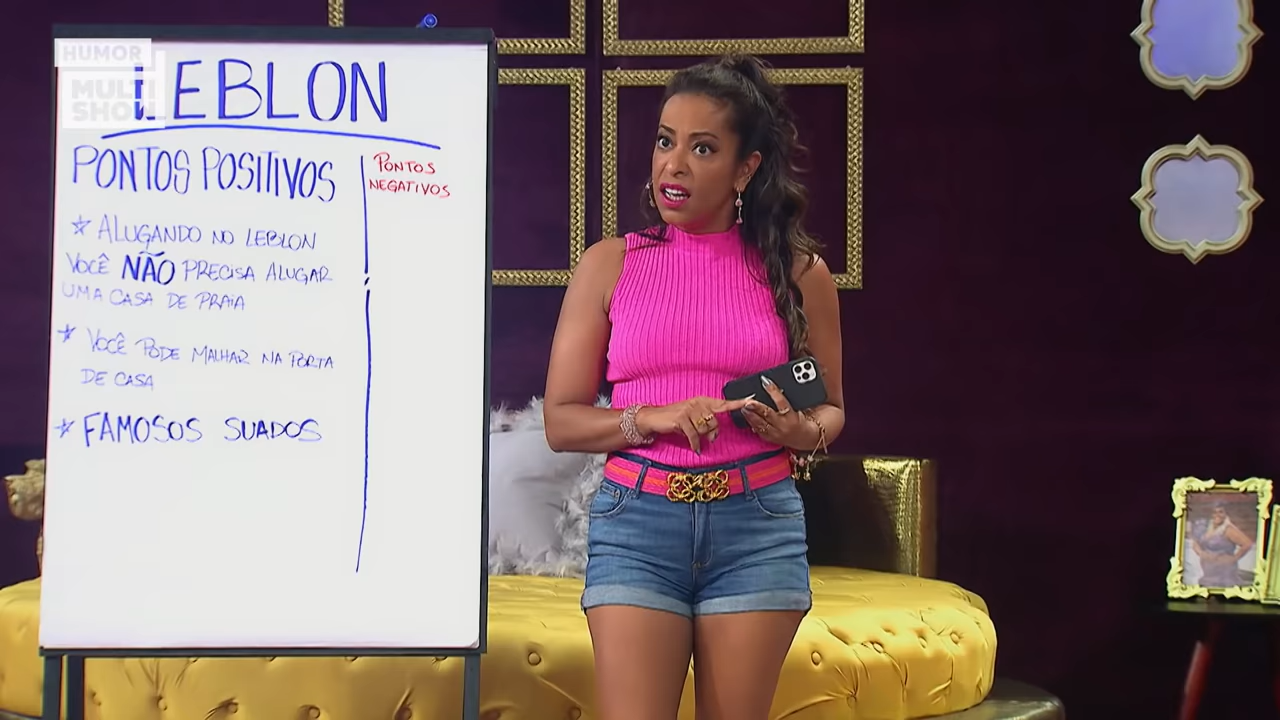 HUMOR
MULTI
SHOW
LEBLON
PONTOS POSITIVOS
PONTOS
NEGATIVOS
* ALUGANDO NO LEBLON
VOCÊ NÃO PRECISA ALUGAR
UMA CASA DE PRAIA
* VOCÊ PODE MALHAR NA PORTA
DE CASA
* FAMOSOS SUADOS